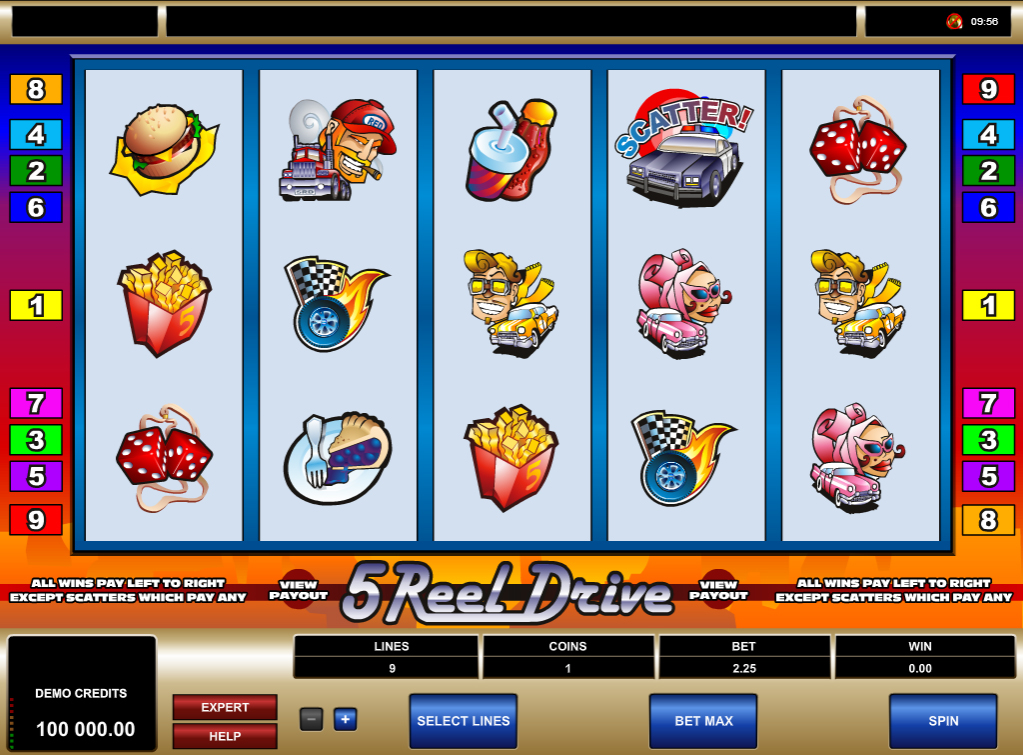 09:56
8
9
SCATTER!
RED
4
4
2
2
6
6
1
1
5
7
7
3
3
5
5
5
9
8
ALL WINS PAY LEFT TO RIGHT
EXCEPT SCATTERS WHICH PAY ANY
VIEW
PAYOUT
5 Reel Drive
VIEW
PAYOUT
ALL WINS PAY LEFT TO RIGHT
EXCEPT SCATTERS WHICH PAY ANY
LINES
COINS
BET
WIN
9
1
2.25
0.00
DEMO CREDITS
100 000.00
EXPERT
HELP
−
+
SELECT LINES
BET MAX
SPIN